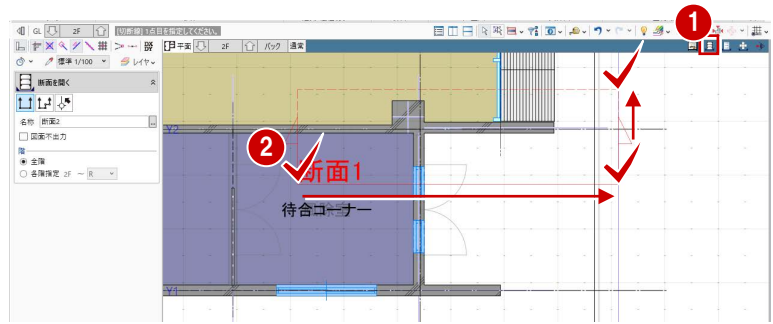 GL 2F [切断線] 1点目を指定してください。
1
平面 2F バック 通常
標準 1/100 レイヤ
断面を開く
名称 断面2 ...
図面不出力
階
全階
各階指定 2F ～ R
Y2
2
断面1
待合コーナー
Y1